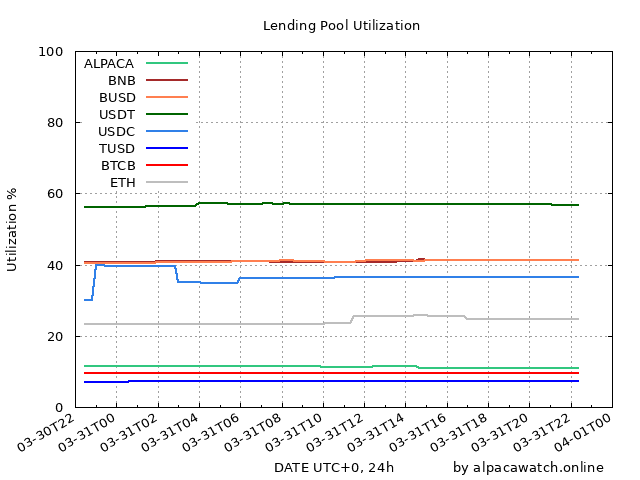 Lending Pool Utilization
100
80
60
40
20
0
Utilization %
ALPACA
BNB
BUSD
USDT
USDC
TUSD
BTCB
ETH
03-30T22
03-31T00
03-31T02
03-31T04
03-31T06
03-31T08
03-31T10
03-31T12
03-31T14
03-31T16
03-31T18
03-31T20
03-31T22
04-01T00
DATE UTC+0, 24h
by alpacawatch.online